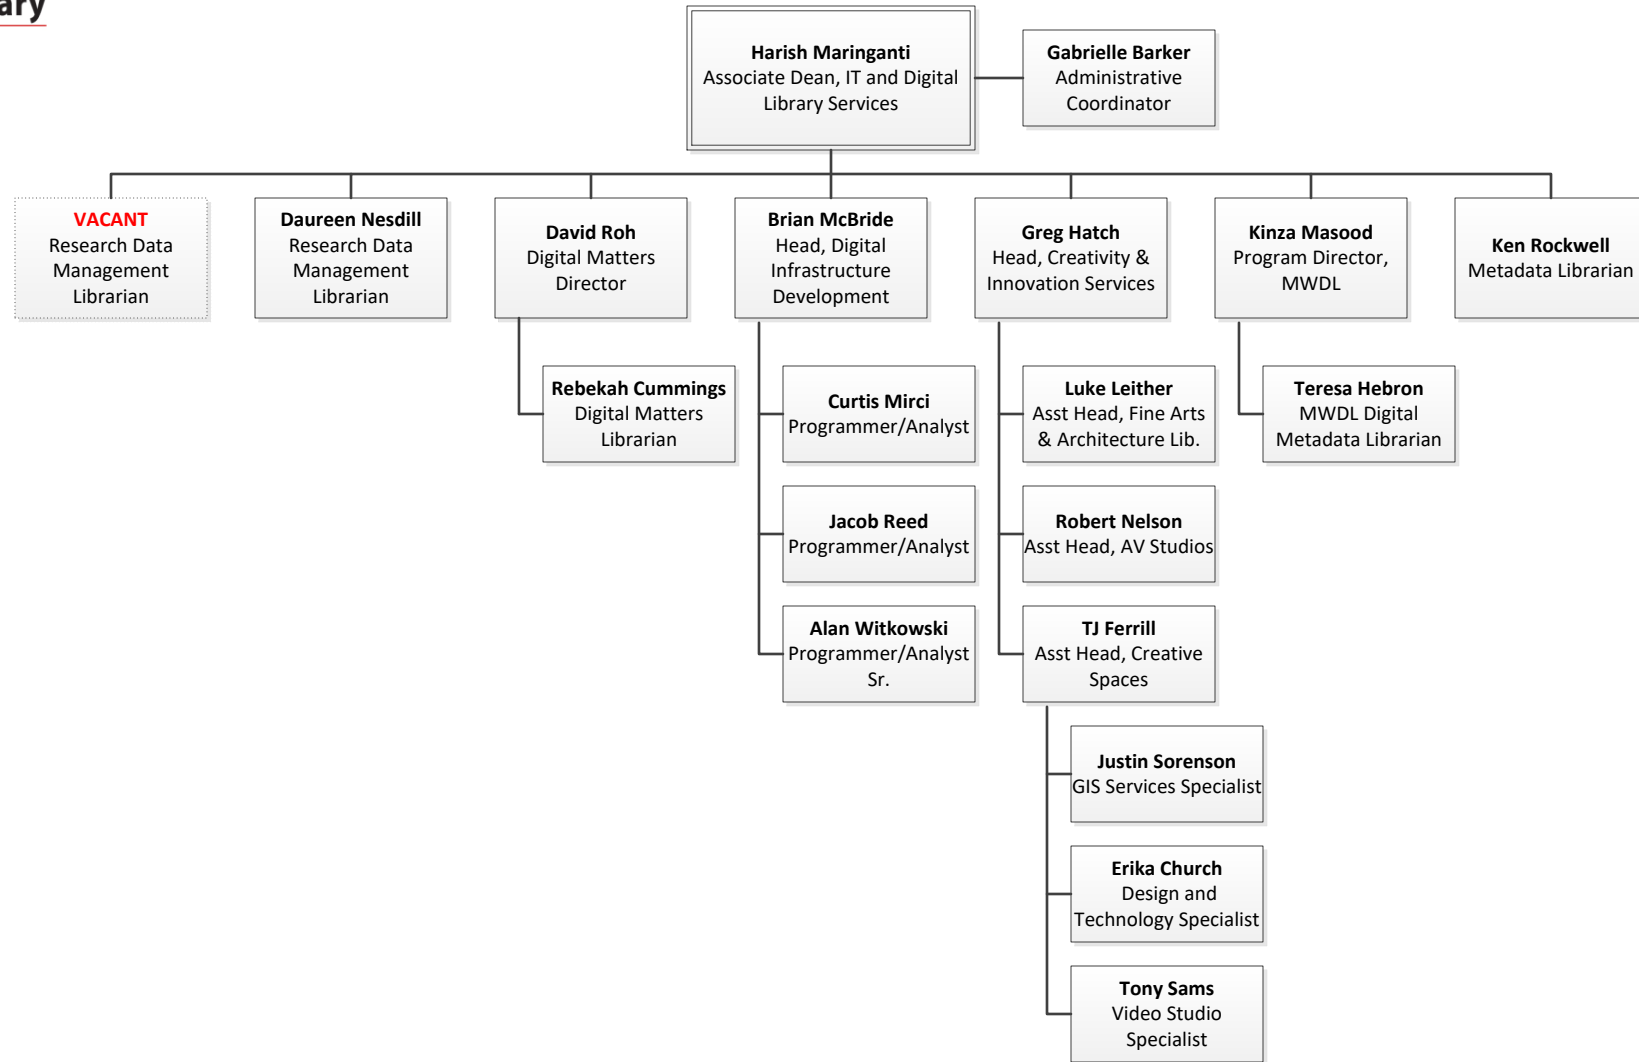 Harish Maringanti
Associate Dean, IT and Digital
Library Services
Gabrielle Barker
Administrative
Coordinator
VACANT
Research Data
Management
Librarian
Daureen Nesdill
Research Data
Management
Librarian
David Roh
Digital Matters
Director
Brian McBride
Head, Digital
Infrastructure
Development
Greg Hatch
Head, Creativity &
Innovation Services
Kinza Masood
Program Director,
MWDL
Ken Rockwell
Metadata Librarian
Rebekah Cummings
Digital Matters
Librarian
Curtis Mirci
Programmer/Analyst
Jacob Reed
Programmer/Analyst
Alan Witkowski
Programmer/Analyst
Sr.
Luke Leither
Asst Head, Fine Arts
& Architecture Lib.
Robert Nelson
Asst Head, AV Studios
TJ Ferrill
Asst Head, Creative
Spaces
Justin Sorenson
GIS Services Specialist
Erika Church
Design and
Technology Specialist
Tony Sams
Video Studio
Specialist
Teresa Hebron
MWDL Digital
Metadata Librarian